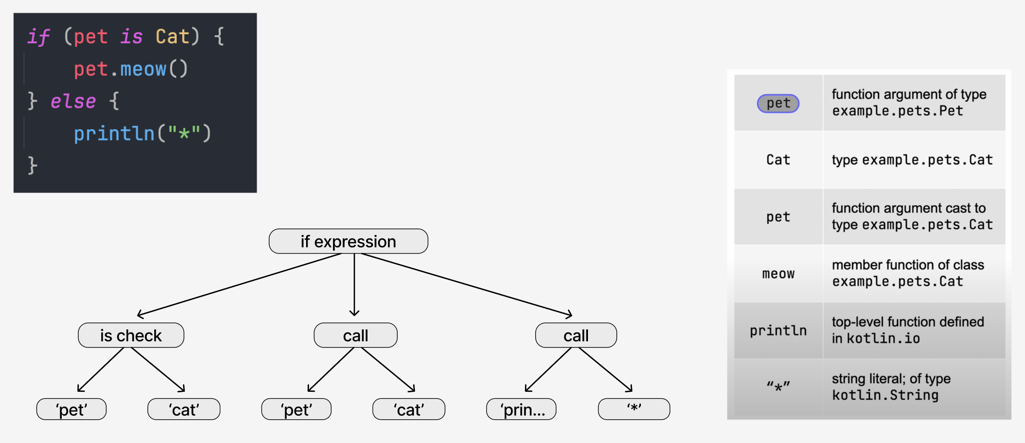 if (pet is Cat) {
pet.meow()
} else {
println("*")
}
if expression
is check
call
call
‘pet’
‘cat’
‘pet’
‘cat’
‘prin...
‘*’
pet
function argument of type
example.pets.Pet
Cat
type example.pets.Cat
pet
function argument cast to
type example.pets.Cat
meow
member function of class
example.pets.Cat
println
top-level function defined
in kotlin.io
“*”
string literal; of type
kotlin.String